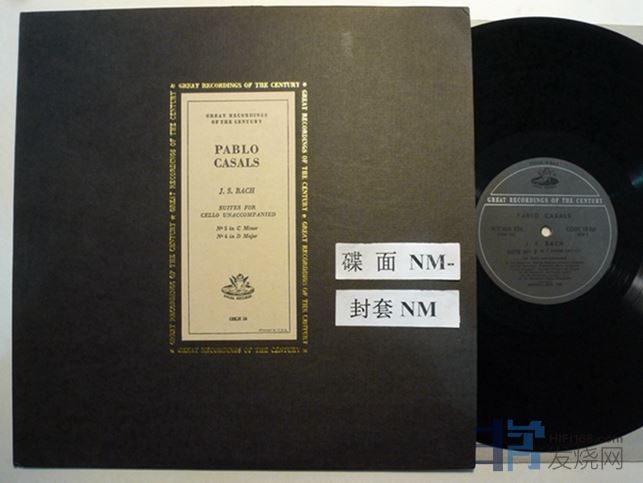 GREAT RECORDINGS OF THE CENTURY
GREAT RECORDINGS OF THE CENTURY
GREAT RECORDINGS OF THE CENTURY
GREAT RECORDINGS OF THE CENTURY
GREAT RECORDINGS
OF THE CENTURY
PABLO
CASALS
J. S. BACH
SUITES FOR
CELLO UNACCOMPANIED
Nº 5 in C Minor
Nº 6 in D Major
ANGEL RECORDS
COLH 18
Printed in U.S.A.
碟 面 NM--
封套 NM
GREAT RECORDINGS OF THE CENTURY
PABLO CASALS
J. S. BACH
HIFI168.com
发烧网